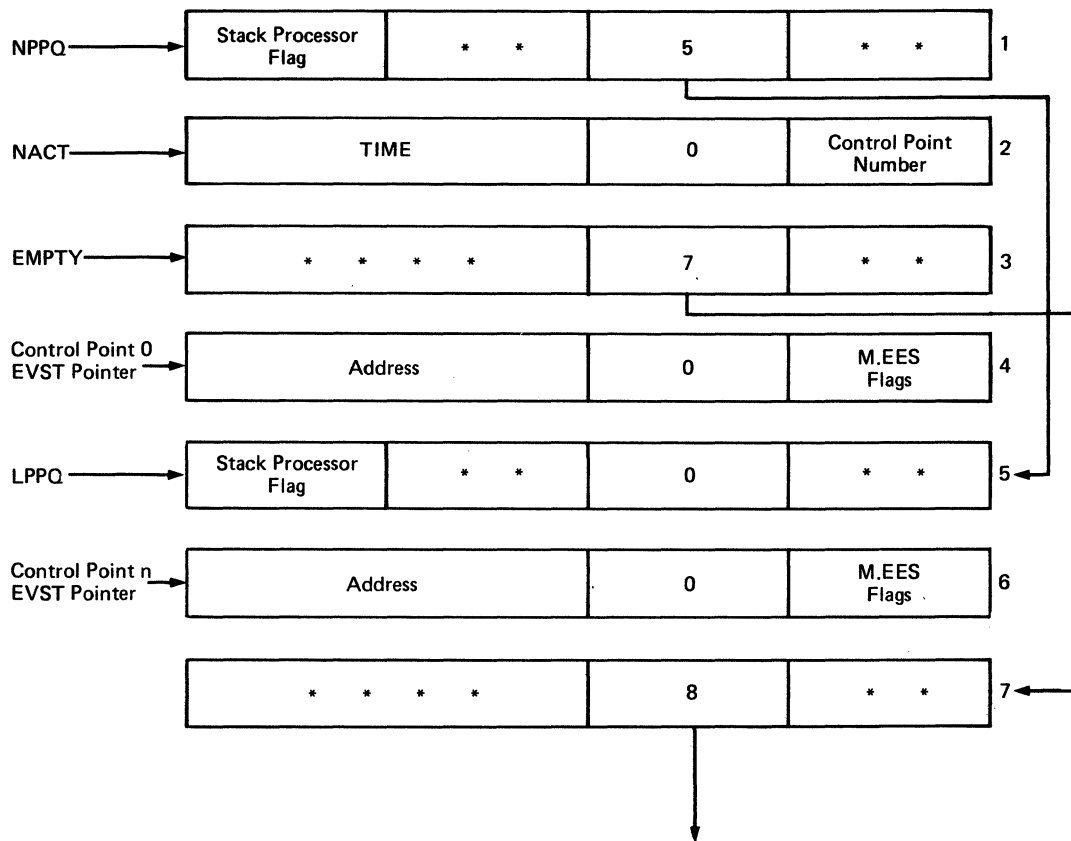 NPPQ
Stack Processor
Flag
* *
5
* *
1
NACT
TIME
0
Control Point
Number
2
EMPTY
* * * *
7
* *
3
Control Point 0
EVST Pointer
Address
0
M.EES
Flags
4
LPPQ
Stack Processor
Flag
* *
0
* *
5
Control Point n
EVST Pointer
Address
0
M.EES
Flags
6
* * * *
8
* *
7